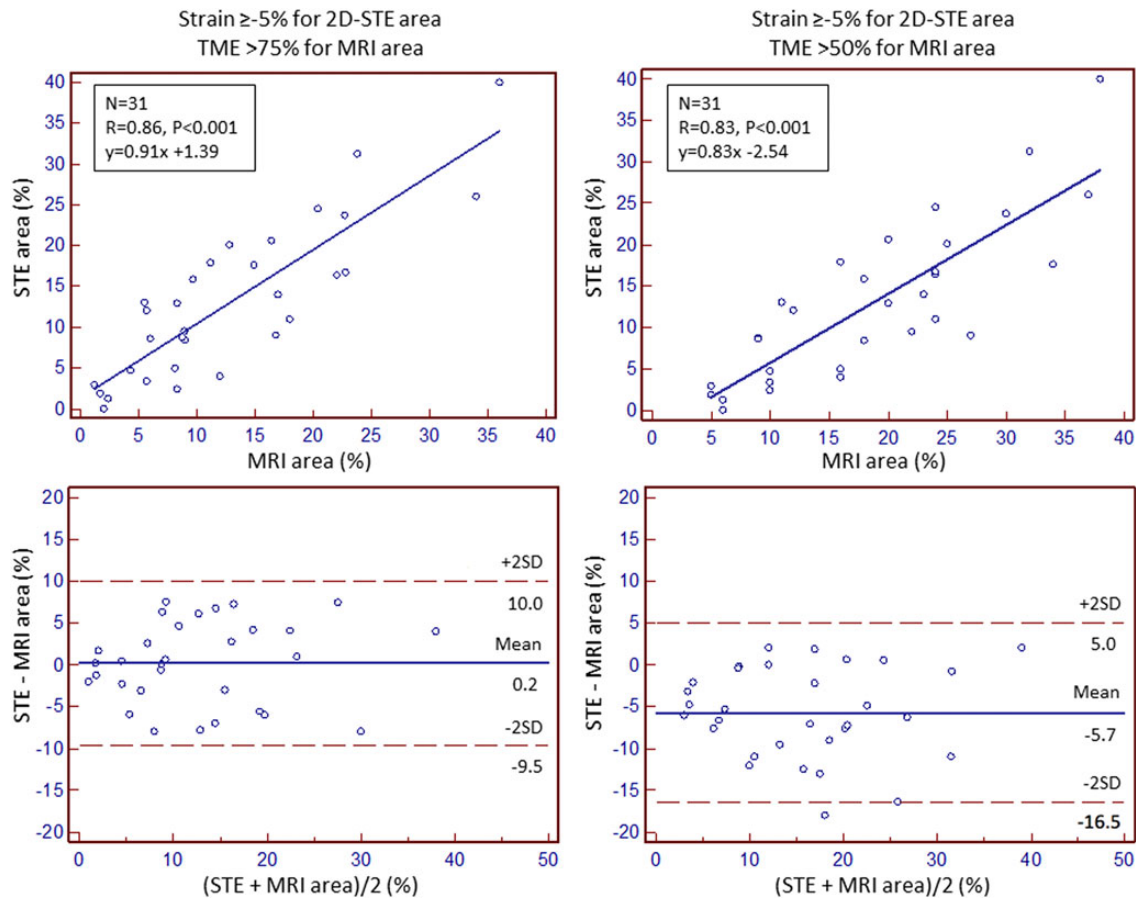 Strain ≥-5% for 2D-STE area
TME >75% for MRI area
40
35
30
25
20
15
10
5
0
STE area (%)
N=31
R=0.86, P<0.001
y=0.91x +1.39
0 5 10 15 20 25 30 35 40
MRI area (%)
Strain ≥-5% for 2D-STE area
TME >50% for MRI area
40
35
30
25
20
15
10
5
0
STE area (%)
N=31
R=0.83, P<0.001
y=0.83x -2.54
0 5 10 15 20 25 30 35 40
MRI area (%)
20
15
10
5
0
-5
-10
-15
-20
STE - MRI area (%)
+2SD
10.0
Mean
0.2
-2SD
-9.5
0 10 20 30 40 50
(STE + MRI area)/2 (%)
20
15
10
5
0
-5
-10
-15
-20
STE - MRI area (%)
+2SD
5.0
Mean
-5.7
-2SD
-16.5
0 10 20 30 40 50
(STE + MRI area)/2 (%)